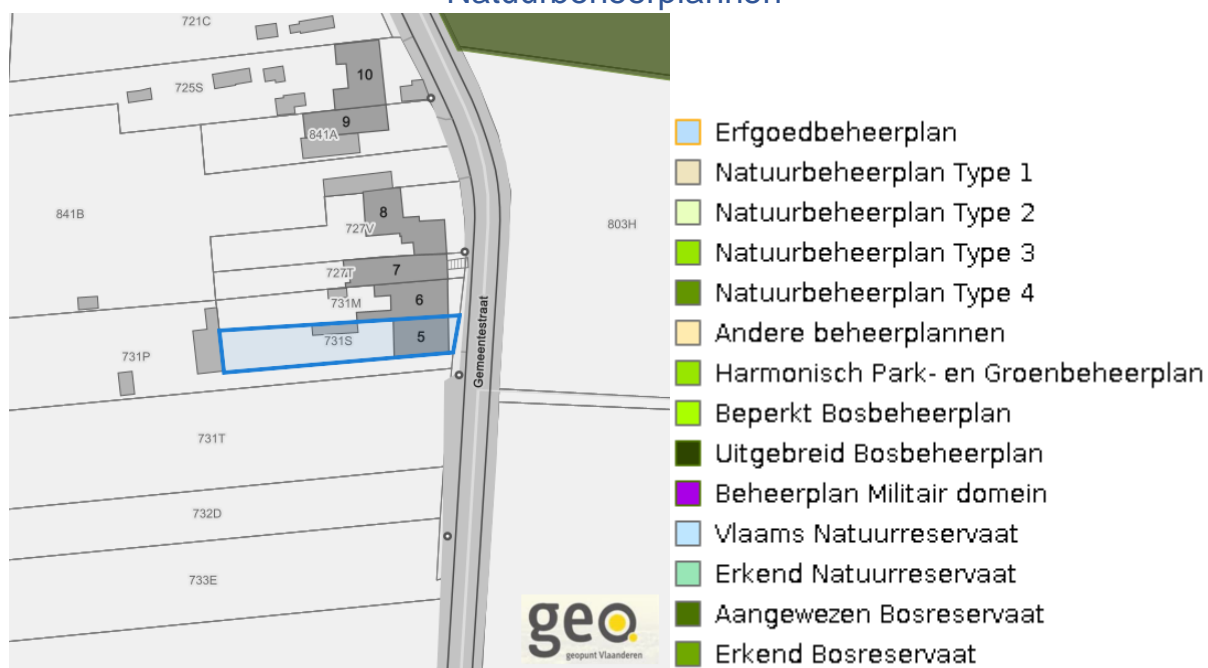 Natuurbeheerplannen
721C
10
725S
9
841A
841B
8
727V
803H
7
727T
731M
6
Gemeentestraat
731S
5
731P
731T
732D
733E
geo
geopunt Vlaanderen
Erfgoedbeheerplan
Natuurbeheerplan Type 1
Natuurbeheerplan Type 2
Natuurbeheerplan Type 3
Natuurbeheerplan Type 4
Andere beheerplannen
Harmonisch Park- en Groenbeheerplan
Beperkt Bosbeheerplan
Uitgebreid Bosbeheerplan
Beheerplan Militair domein
Vlaams Natuurreservaat
Erkend Natuurreservaat
Aangewezen Bosreservaat
Erkend Bosreservaat